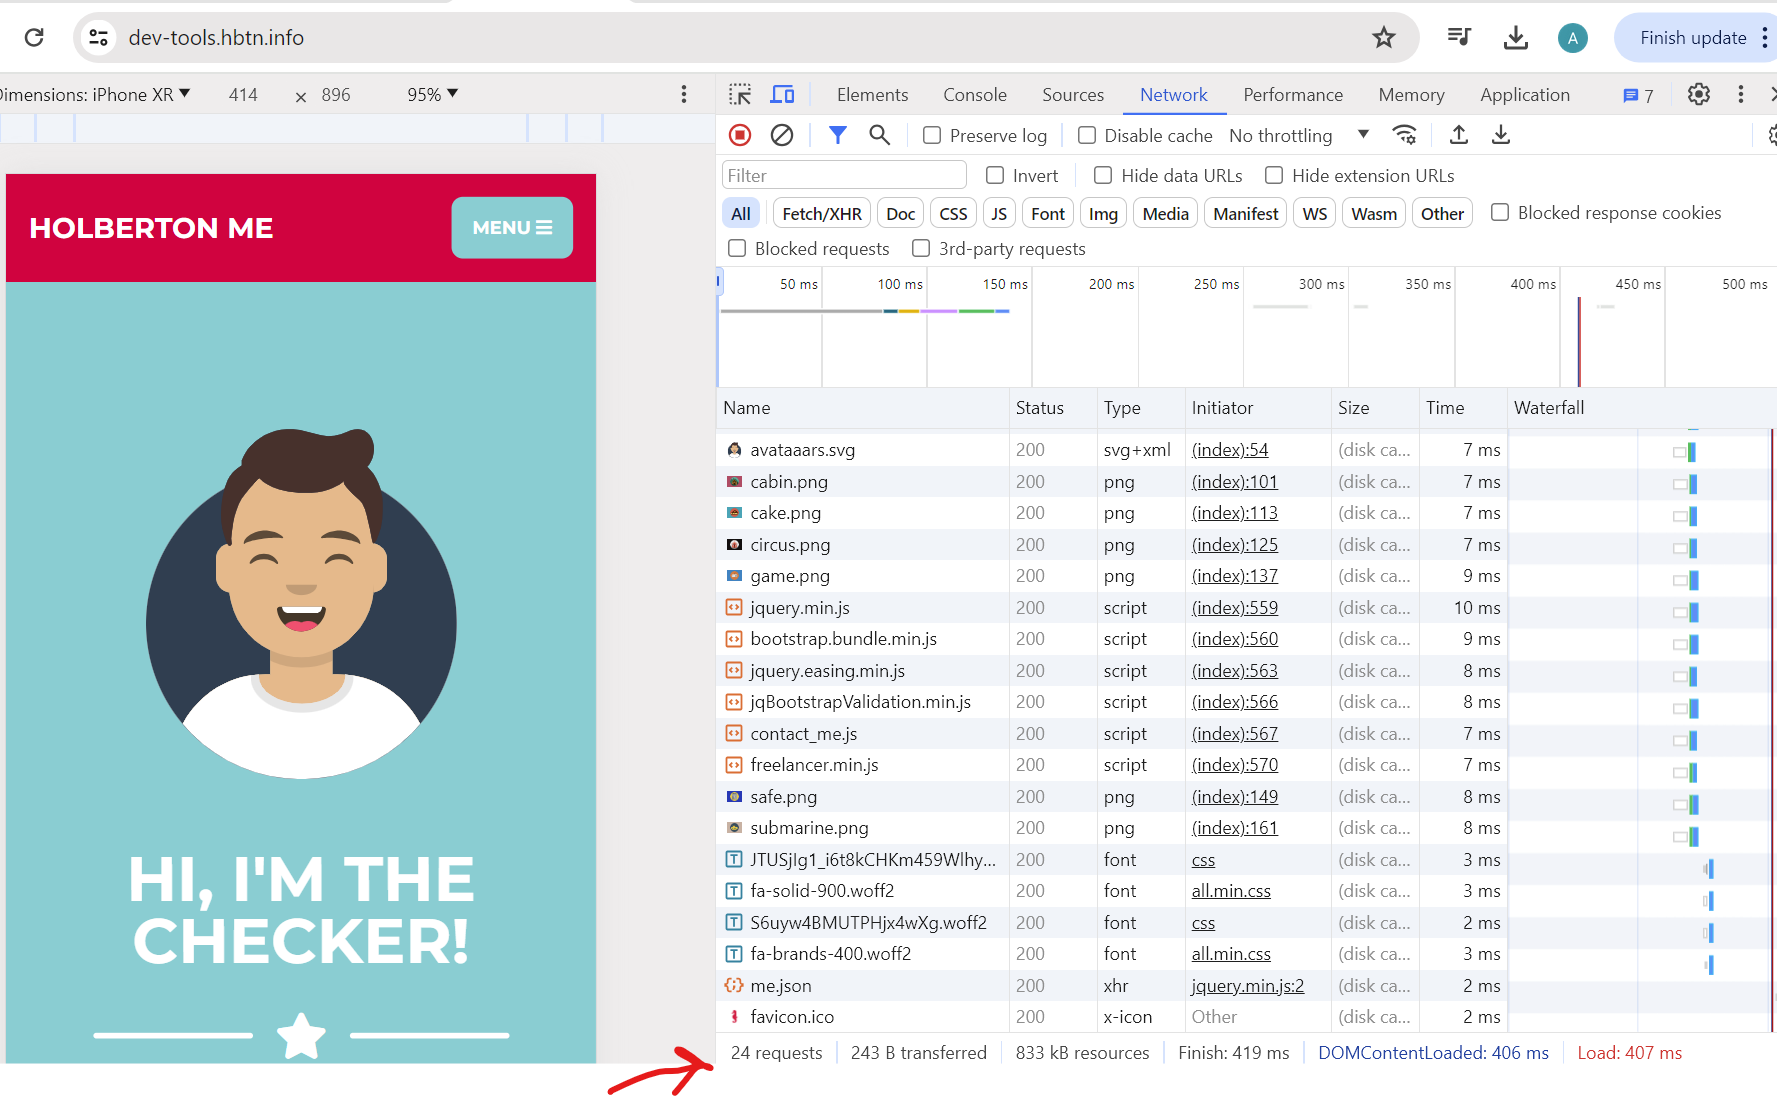 dev-tools.hbtn.info
A
Finish update
Dimensions: iPhone XR ▼ 414 × 896 95% ▼
Elements Console Sources Network Performance Memory Application 7
Preserve log Disable cache No throttling ▼
Filter Invert Hide data URLs Hide extension URLs
All Fetch/XHR Doc CSS JS Font Img Media Manifest WS Wasm Other Blocked response cookies
Blocked requests 3rd-party requests
50 ms 100 ms 150 ms 200 ms 250 ms 300 ms 350 ms 400 ms 450 ms 500 ms
Name Status Type Initiator Size Time Waterfall
avataaars.svg 200 svg+xml (index):54 (disk ca... 7 ms
cabin.png 200 png (index):101 (disk ca... 7 ms
cake.png 200 png (index):113 (disk ca... 7 ms
circus.png 200 png (index):125 (disk ca... 7 ms
game.png 200 png (index):137 (disk ca... 9 ms
jquery.min.js 200 script (index):559 (disk ca... 10 ms
bootstrap.bundle.min.js 200 script (index):560 (disk ca... 9 ms
jquery.easing.min.js 200 script (index):563 (disk ca... 8 ms
jqBootstrapValidation.min.js 200 script (index):566 (disk ca... 8 ms
contact_me.js 200 script (index):567 (disk ca... 7 ms
freelancer.min.js 200 script (index):570 (disk ca... 7 ms
safe.png 200 png (index):149 (disk ca... 8 ms
submarine.png 200 png (index):161 (disk ca... 8 ms
JTUSjIg1_i6t8kCHKm459Wlhy... 200 font css (disk ca... 3 ms
fa-solid-900.woff2 200 font all.min.css (disk ca... 3 ms
S6uyw4BMUTPHjx4wXg.woff2 200 font css (disk ca... 2 ms
fa-brands-400.woff2 200 font all.min.css (disk ca... 3 ms
me.json 200 xhr jquery.min.js:2 (disk ca... 2 ms
favicon.ico 200 x-icon Other (disk ca... 2 ms
24 requests 243 B transferred 833 kB resources Finish: 419 ms DOMContentLoaded: 406 ms Load: 407 ms
HOLBERTON ME
MENU
HI, I'M THE
CHECKER!